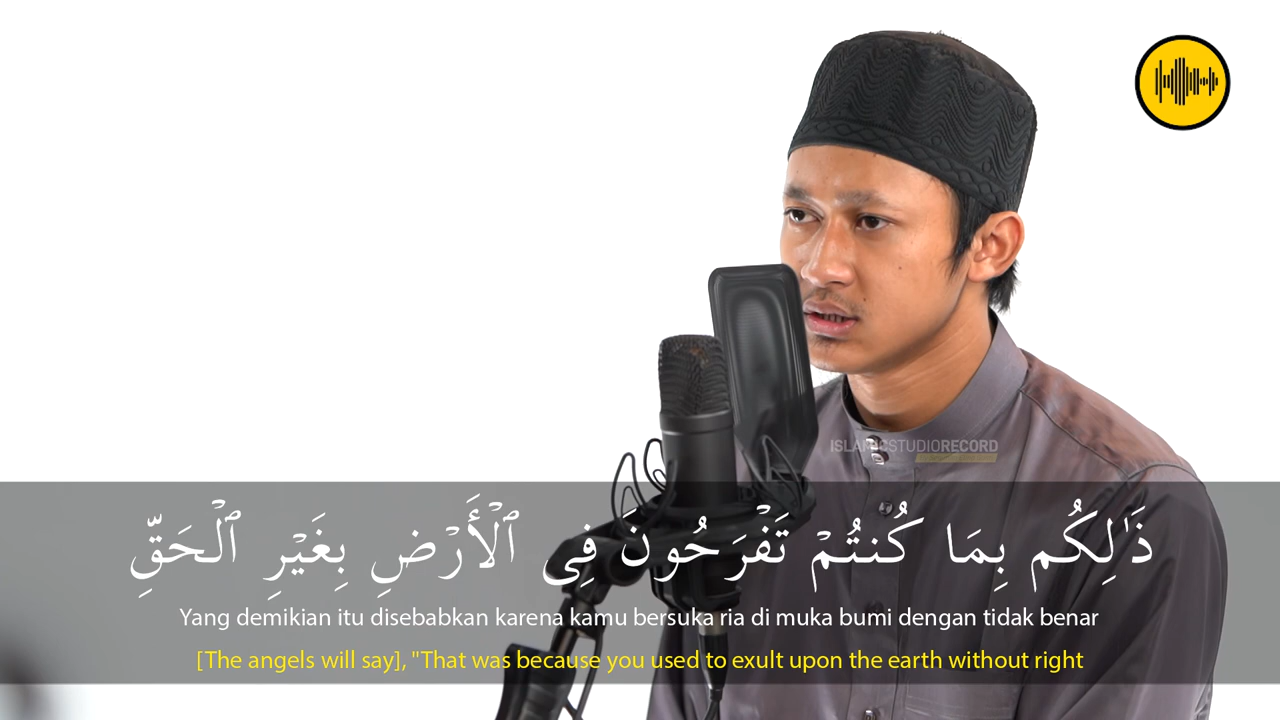 ISLAMICSTUDIORECORD
ذَٰلِكُم بِمَا كُنتُمْ تَفْرَحُونَ فِى ٱلْأَرْضِ بِغَيْرِ ٱلْحَقِّ
Yang demikian itu disebabkan karena kamu bersuka ria di muka bumi dengan tidak benar
[The angels will say], "That was because you used to exult upon the earth without right